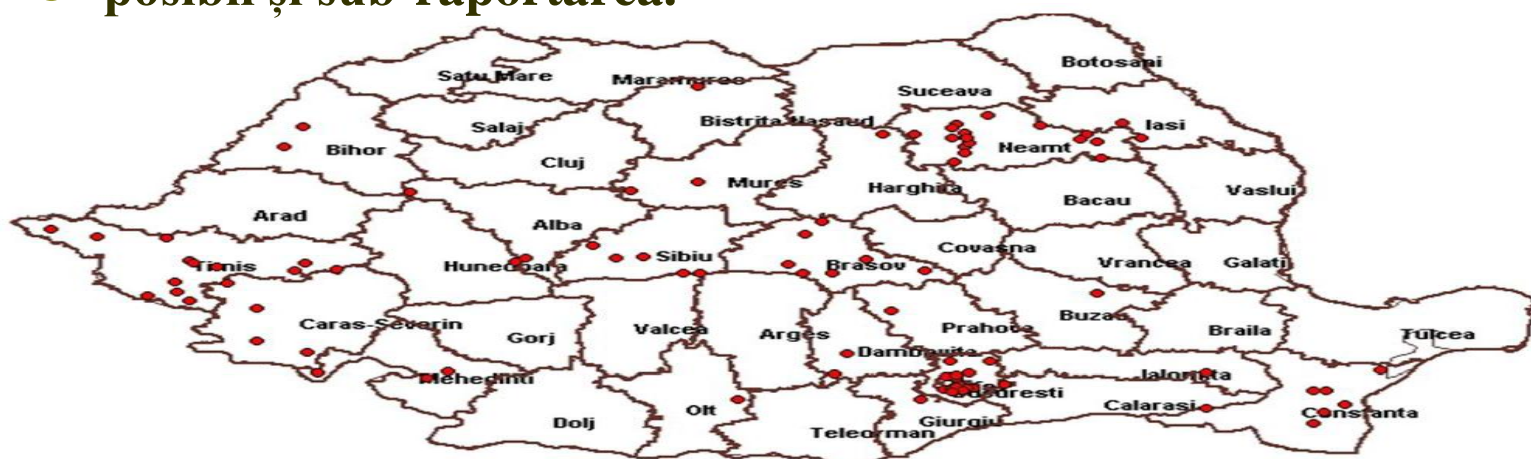 posibil și sub-raportarea.
Botosani
Satu Mare
Maramures
Suceava
Bistrita Nasaud
Salaj
Iasi
Bihor
Cluj
Neamt
Mures
Harghita
Vaslui
Bacau
Arad
Alba
Covasna
Sibiu
Timis
Hunedoara
Brasov
Vrancea
Galati
Caras-Severin
Gorj
Valcea
Arges
Prahova
Buzau
Braila
Tulcea
Dambovita
Mehedinti
Ialomita
Bucuresti
Calarasi
Olt
Constanta
Dolj
Giurgiu
Teleorman